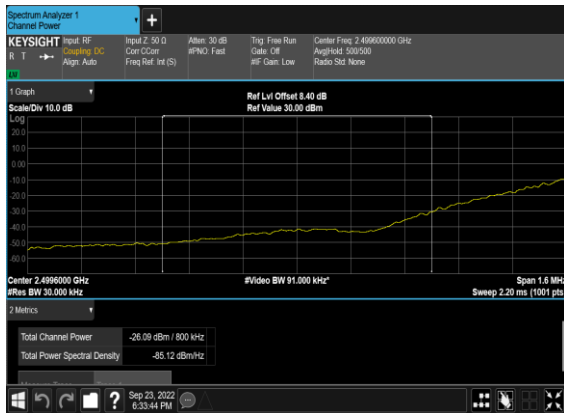 Spectrum Analyzer 1
Channel Power
KEYSIGHT
R T
Input: RF
Coupling: DC
Align: Auto
Input Z: 50 Ω
Corr CCorr
Freq Ref: Int (S)
Atten: 30 dB
#PNO: Fast
Trig: Free Run
Gate: Off
#IF Gain: Low
Center Freq: 2.499600000 GHz
Avg|Hold: 500/500
Radio Std: None
1 Graph
Scale/Div 10.0 dB
Ref Lvl Offset 8.40 dB
Ref Value 30.00 dBm
Log
20.0
10.0
0.00
-10.0
-20.0
-30.0
-40.0
-50.0
-60.0
Center 2.4996000 GHz
#Res BW 30.000 kHz
#Video BW 91.000 kHz*
Span 1.6 MHz
Sweep 2.20 ms (1001 pts
2 Metrics
Total Channel Power
-26.09 dBm / 800 kHz
Total Power Spectral Density
-85.12 dBm/Hz
?
Sep 23, 2022
6:33:44 PM